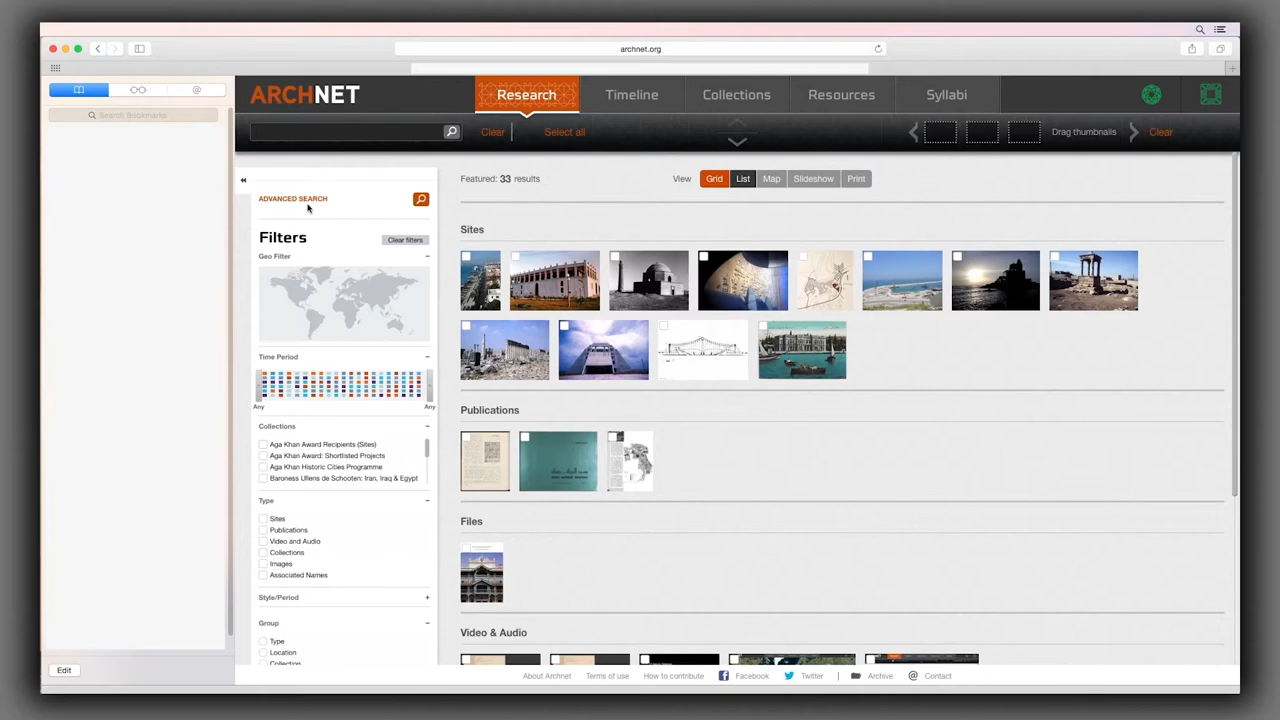 archnet.org
Search Bookmarks
ARCHNET
Research
Timeline
Collections
Resources
Syllabi
Clear
Select all
Drag thumbnails
Clear
ADVANCED SEARCH
Filters
Clear filters
Geo Filter
Time Period
Any
Any
Collections
Aga Khan Award Recipients (Sites)
Aga Khan Award: Shortlisted Projects
Aga Khan Historic Cities Programme
Baroness Ullens de Schooten: Iran, Iraq & Egypt
Type
Sites
Publications
Video and Audio
Collections
Images
Associated Names
Style/Period
Group
Type
Location
Collection
Featured: 33 results
View
Grid
List
Map
Slideshow
Print
Sites
Publications
Files
Video & Audio
Edit
About Archnet
Terms of use
How to contribute
Facebook
Twitter
Archive
Contact